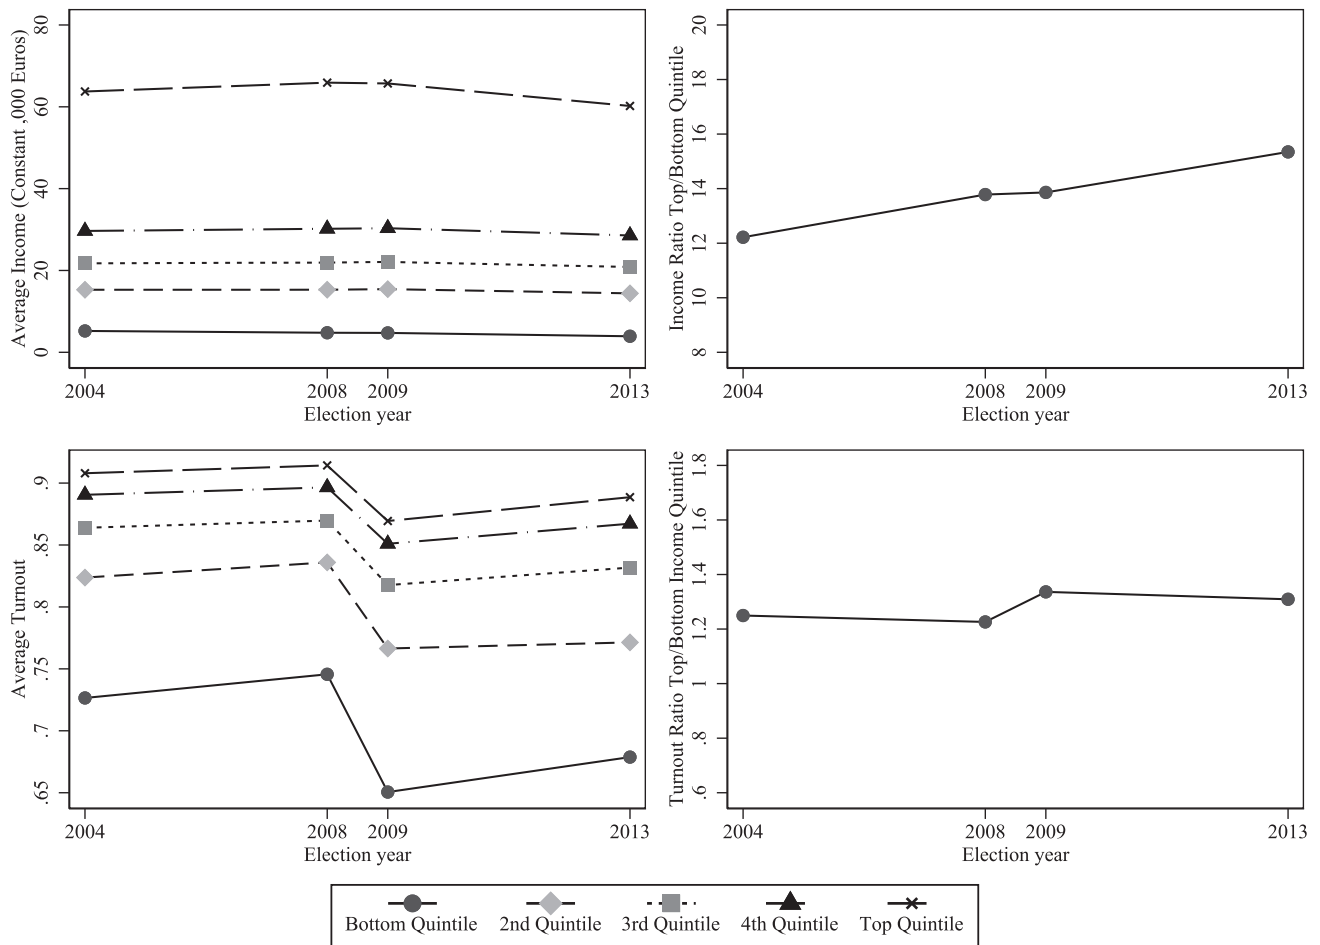 Average Income (Constant ,000 Euros)
80
60
40
20
0
2004 2008 2009 2013
Election year
Income Ratio Top/Bottom Quintile
20
18
16
14
12
10
8
2004 2008 2009 2013
Election year
Average Turnout
.9
.85
.8
.75
.7
.65
2004 2008 2009 2013
Election year
Turnout Ratio Top/Bottom Income Quintile
1.8
1.6
1.4
1.2
1
.8
.6
2004 2008 2009 2013
Election year
Bottom Quintile 2nd Quintile 3rd Quintile 4th Quintile Top Quintile